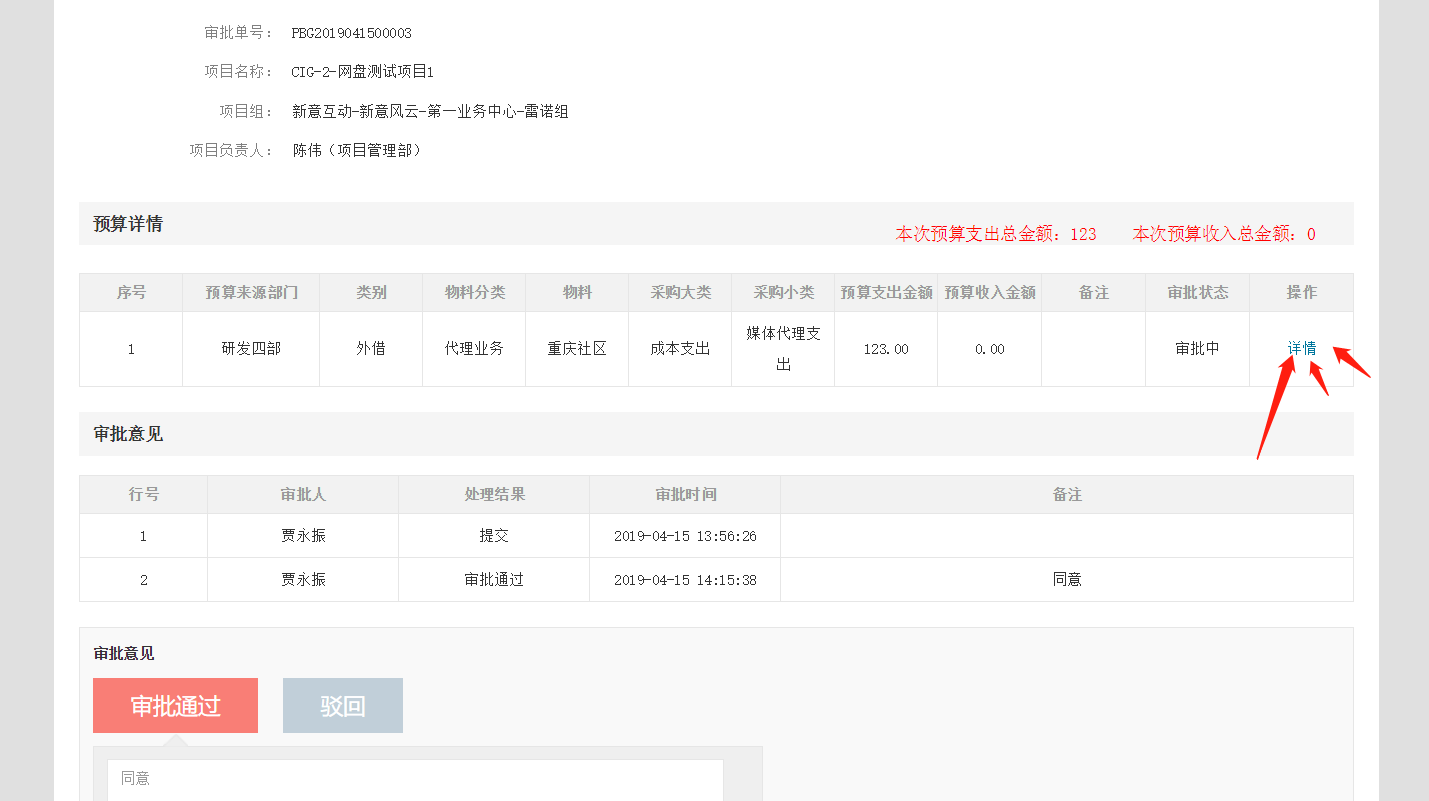 审批单号： PBG2019041500003
项目名称： CIG-2-网盘测试项目1
项目组： 新意互动-新意风云-第一业务中心-雷诺组
项目负责人： 陈伟（项目管理部）
预算详情
本次预算支出总金额：123 本次预算收入总金额：0
序号 预算来源部门 类别 物料分类 物料 采购大类 采购小类 预算支出金额 预算收入金额 备注 审批状态 操作
1 研发四部 外借 代理业务 重庆社区 成本支出 媒体代理支 123.00 0.00 审批中 详情
出
审批意见
行号 审批人 处理结果 审批时间 备注
1 贾永振 提交 2019-04-15 13:56:26
2 贾永振 审批通过 2019-04-15 14:15:38 同意
审批意见
审批通过 驳回
同意